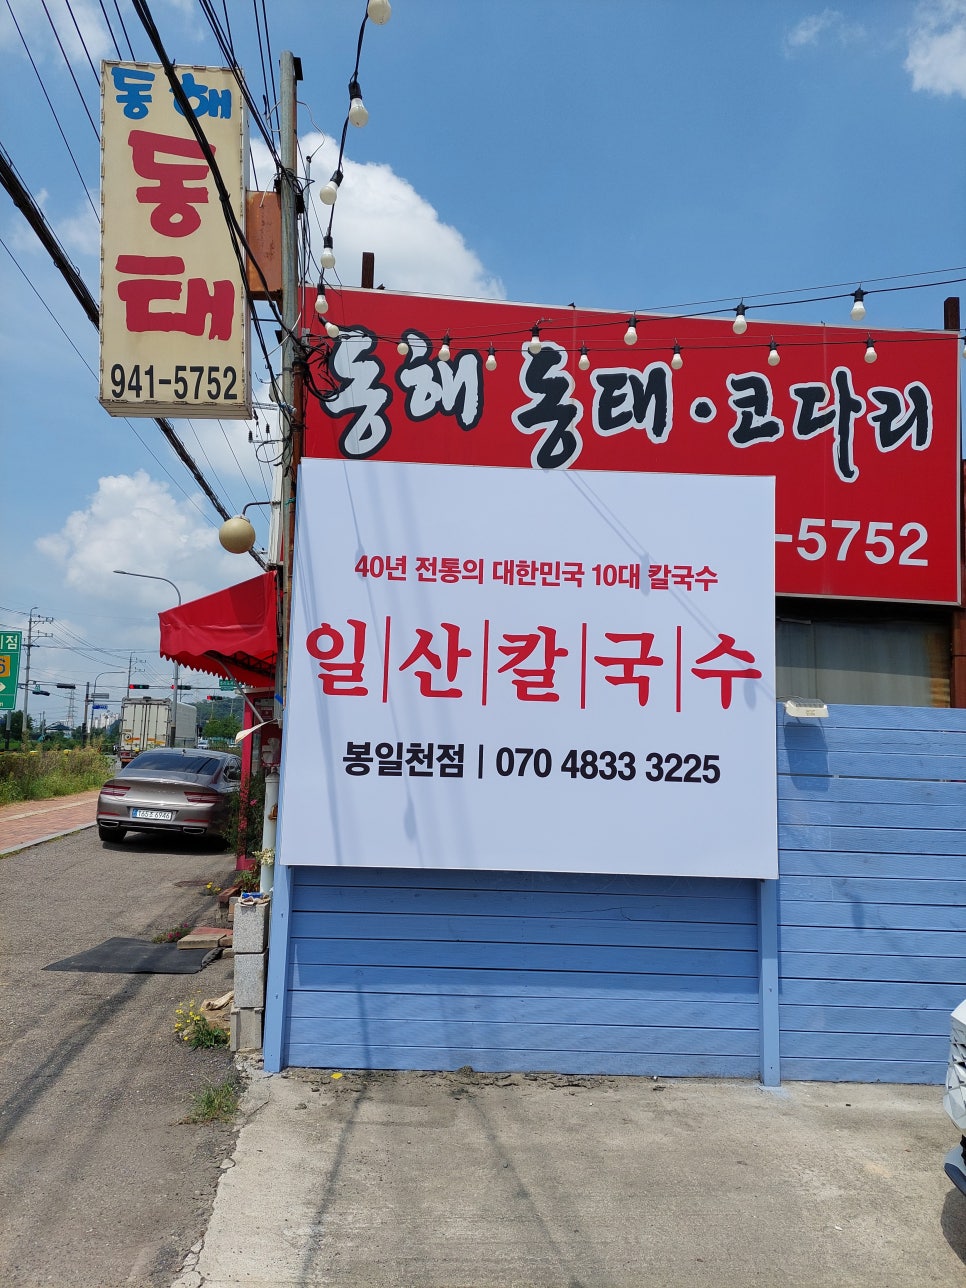 동해
동태
941-5752
동해 동태·코다리
-5752
40년 전통의 대한민국 10대 칼국수
일|산|칼|국|수
봉일천점 | 070 4833 3225